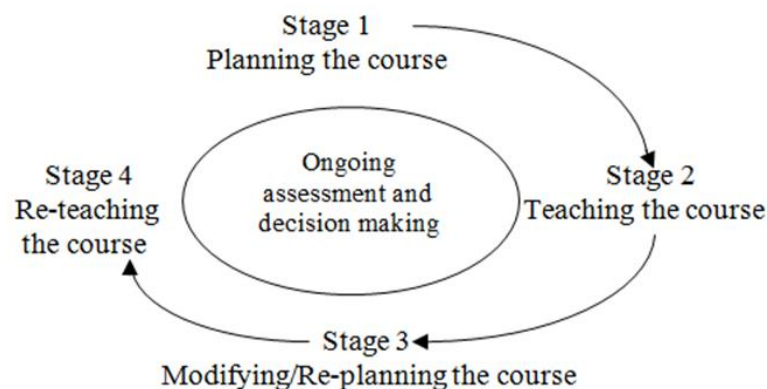 Stage 1
Planning the course
Ongoing
assessment and
decision making
Stage 2
Teaching the course
Stage 3
Modifying/Re-planning the course
Stage 4
Re-teaching
the course